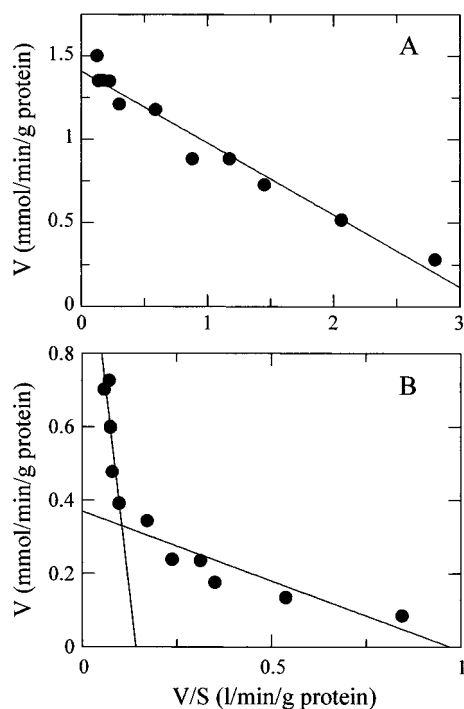 A
1.5
1
0.5
0
V (mmol/min/g protein)
0 1 2 3
B
0.8
0.6
0.4
0.2
0
V (mmol/min/g protein)
0 0.5 1
V/S (l/min/g protein)